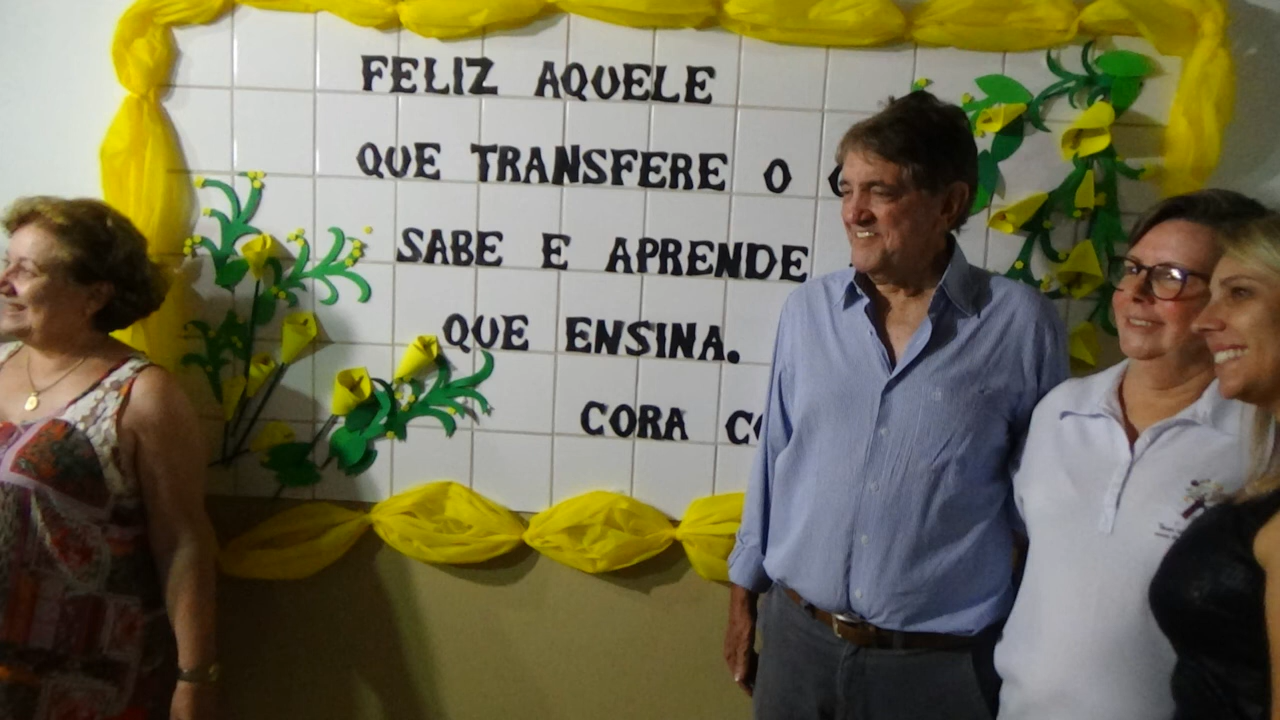 FELIZ AQUELE
QUE TRANSFERE O
SABE E APRENDE
QUE ENSINA.
CORA